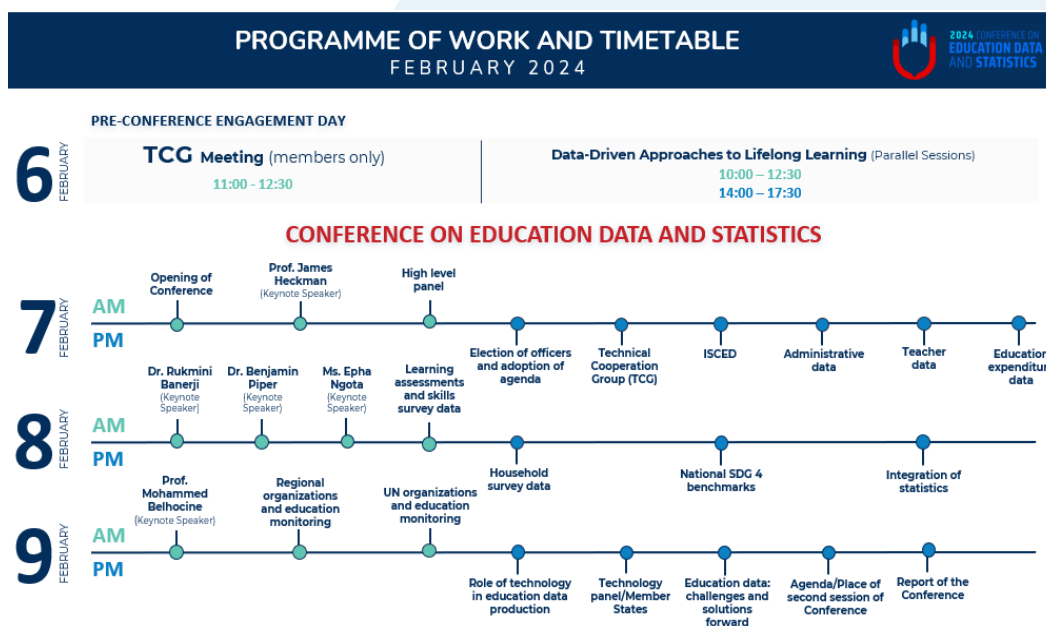 PROGRAMME OF WORK AND TIMETABLE
FEBRUARY 2024
2024 CONFERENCE ON
EDUCATION DATA
AND STATISTICS
PRE-CONFERENCE ENGAGEMENT DAY
6
FEBRUARY
TCG Meeting (members only)
11:00 - 12:30
Data-Driven Approaches to Lifelong Learning (Parallel Sessions)
10:00 – 12:30
14:00 – 17:30
CONFERENCE ON EDUCATION DATA AND STATISTICS
7
FEBRUARY
AM
PM
Opening of
Conference
Prof. James
Heckman
(Keynote Speaker)
High level
panel
Election of officers
and adoption of
agenda
Technical
Cooperation
Group (TCG)
ISCED
Administrative
data
Teacher
data
Education
expenditur
data
8
FEBRUARY
AM
PM
Dr. Rukmini
Banerji
(Keynote
Speaker)
Dr. Benjamin
Piper
(Keynote
Speaker)
Ms. Epha
Ngota
(Keynote
Speaker)
Learning
assessments
and skills
survey data
Household
survey data
National SDG 4
benchmarks
Integration of
statistics
9
FEBRUARY
AM
PM
Prof.
Mohammed
Belhocine
(Keynote Speaker)
Regional
organizations
and education
monitoring
UN organizations
and education
monitoring
Role of technology
in education data
production
Technology
panel/Member
States
Education data:
challenges and
solutions
forward
Agenda/Place of
second session of
Conference
Report of the
Conference